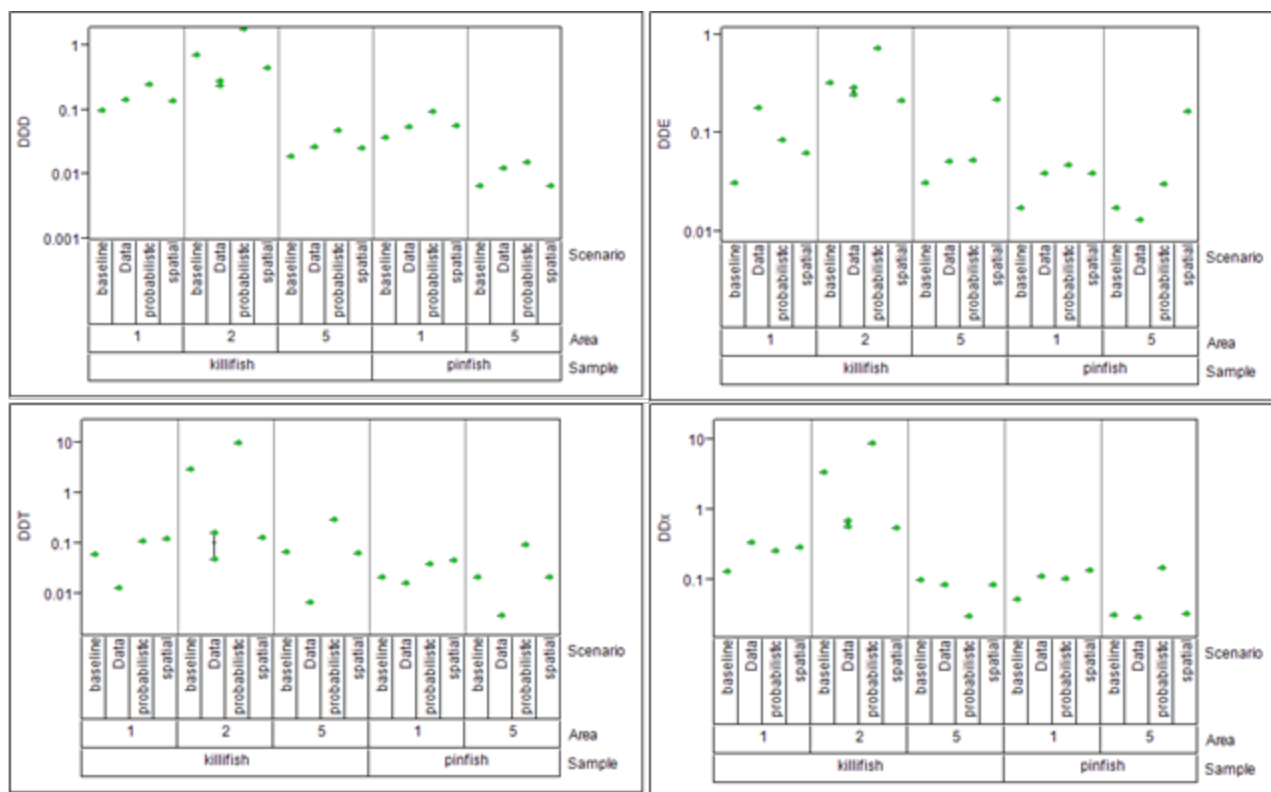 DDD
1
0.1
0.01
0.001
baseline Data probabilistic spatial baseline Data probabilistic spatial baseline Data probabilistic spatial baseline Data probabilistic spatial baseline Data probabilistic spatial Scenario
1 2 5 1 5 Area
killifish pinfish Sample
DDE
1
0.1
0.01
baseline Data probabilistic spatial baseline Data probabilistic spatial baseline Data probabilistic spatial baseline Data probabilistic spatial baseline Data probabilistic spatial Scenario
1 2 5 1 5 Area
killifish pinfish Sample
DDT
10
1
0.1
0.01
baseline Data probabilistic spatial baseline Data probabilistic spatial baseline Data probabilistic spatial baseline Data probabilistic spatial baseline Data probabilistic spatial Scenario
1 2 5 1 5 Area
killifish pinfish Sample
DDx
10
1
0.1
baseline Data probabilistic spatial baseline Data probabilistic spatial baseline Data probabilistic spatial baseline Data probabilistic spatial baseline Data probabilistic spatial Scenario
1 2 5 1 5 Area
killifish pinfish Sample